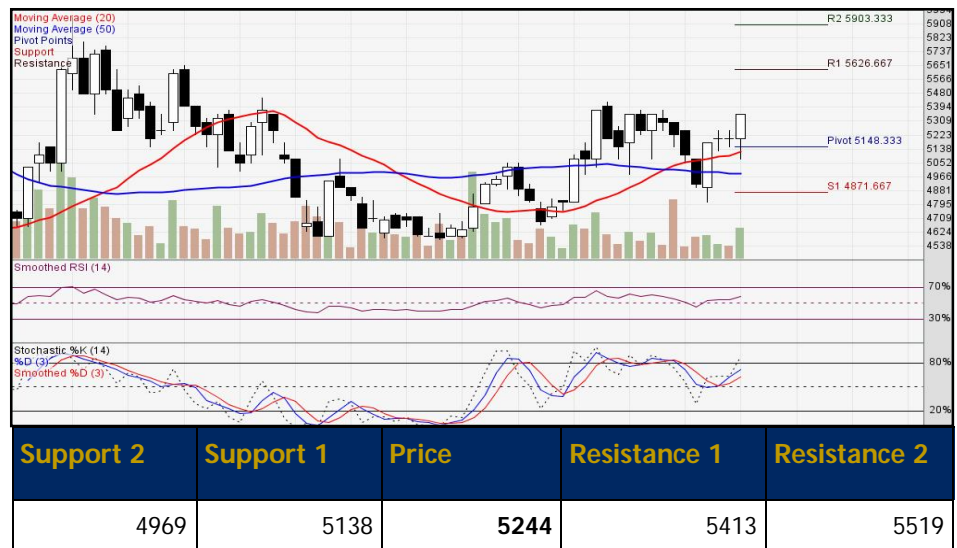 Moving Average (20)
Moving Average (50)
Pivot Points
Support
Resistance
R2 5903.333
R1 5626.667
Pivot 5148.333
S1 4871.667
5908
5823
5737
5651
5566
5480
5394
5309
5223
5138
5052
4966
4881
4795
4709
4624
4538
Smoothed RSI (14)
70%
30%
Stochastic %K (14)
%D (3)
Smoothed %D (3)
80%
20%
Support 2 Support 1 Price Resistance 1 Resistance 2
4969 5138 5244 5413 5519